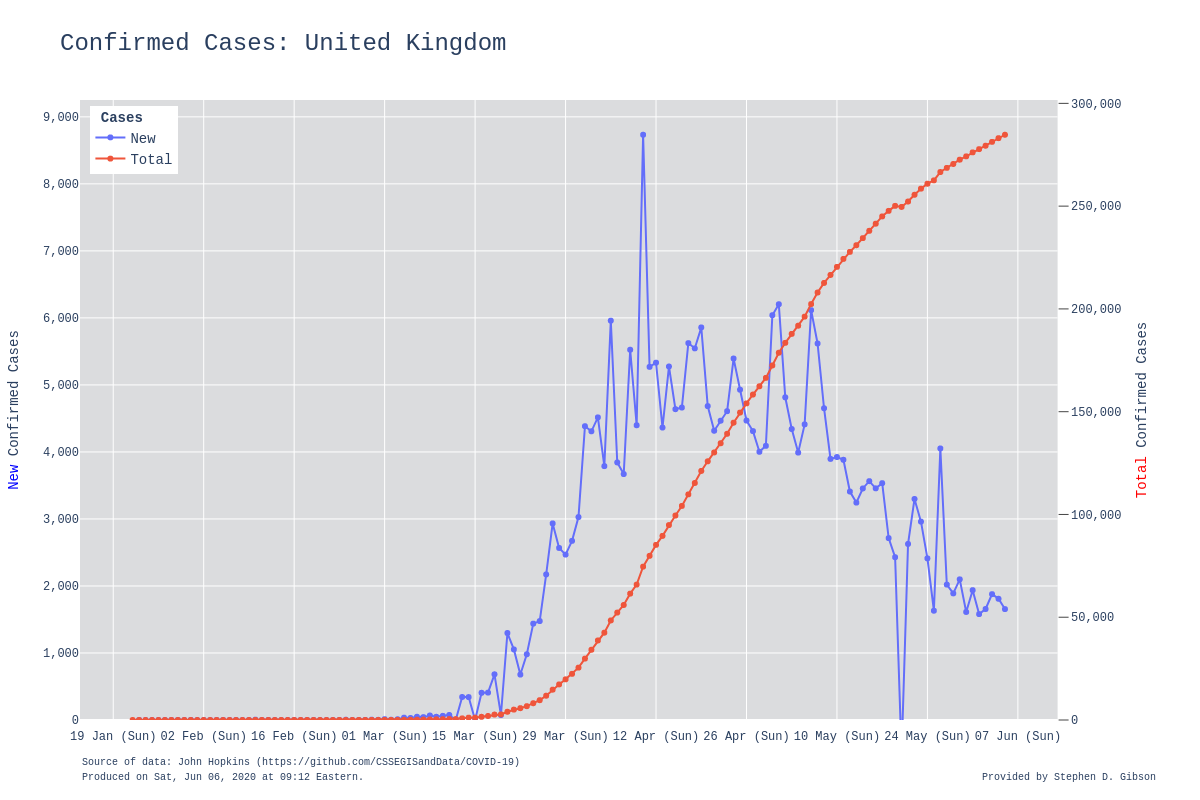 Confirmed Cases: United Kingdom
Cases
New
Total
9,000
8,000
7,000
6,000
5,000
4,000
3,000
2,000
1,000
0
New Confirmed Cases
300,000
250,000
200,000
150,000
100,000
50,000
0
Total Confirmed Cases
19 Jan (Sun) 02 Feb (Sun) 16 Feb (Sun) 01 Mar (Sun) 15 Mar (Sun) 29 Mar (Sun) 12 Apr (Sun) 26 Apr (Sun) 10 May (Sun) 24 May (Sun) 07 Jun (Sun)
Source of data: John Hopkins (https://github.com/CSSEGISandData/COVID-19)
Produced on Sat, Jun 06, 2020 at 09:12 Eastern.
Provided by Stephen D. Gibson